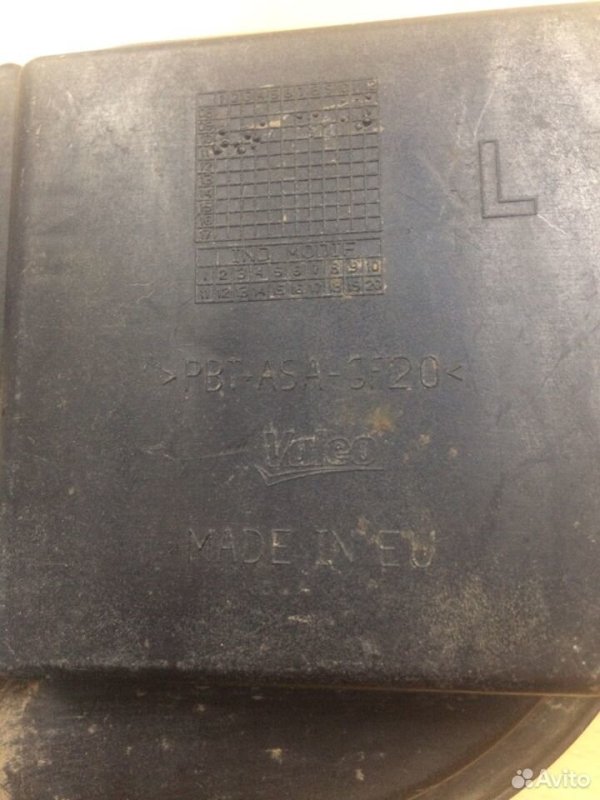 L
IND MODIF
1 2 3 4 5 6 7 8 9 10
11 12 13 14 15 16 17 18 19 20
>PBT-ASA-GF20<
Valeo
MADE IN EU
Avito